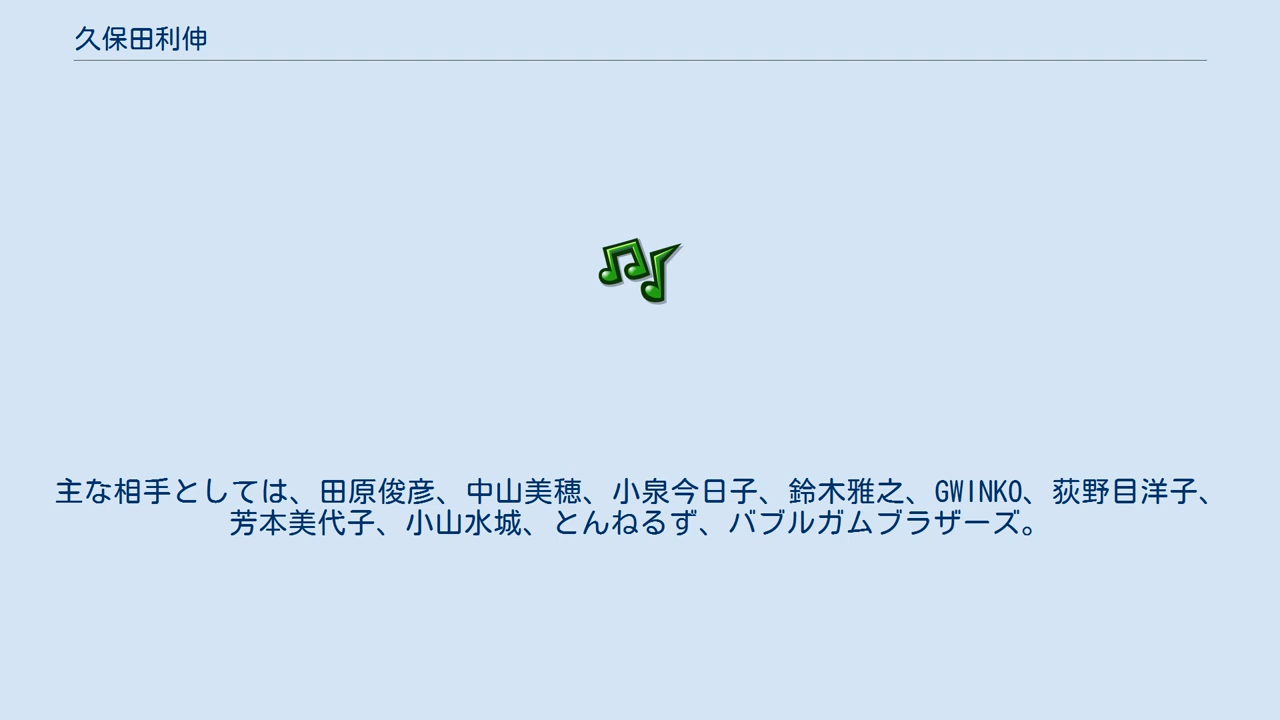 久保田利伸
主な相手としては、田原俊彦、中山美穂、小泉今日子、鈴木雅之、GWINKO、荻野目洋子、
芳本美代子、小山水城、とんねるず、バブルガムブラザーズ。